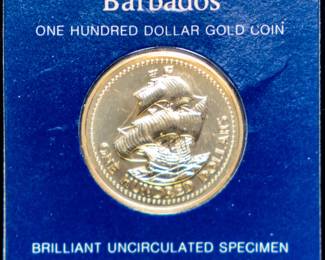 Barbados
ONE HUNDRED DOLLAR GOLD COIN
ONE HUNDRED DOLLARS
BRILLIANT UNCIRCULATED SPECIMEN